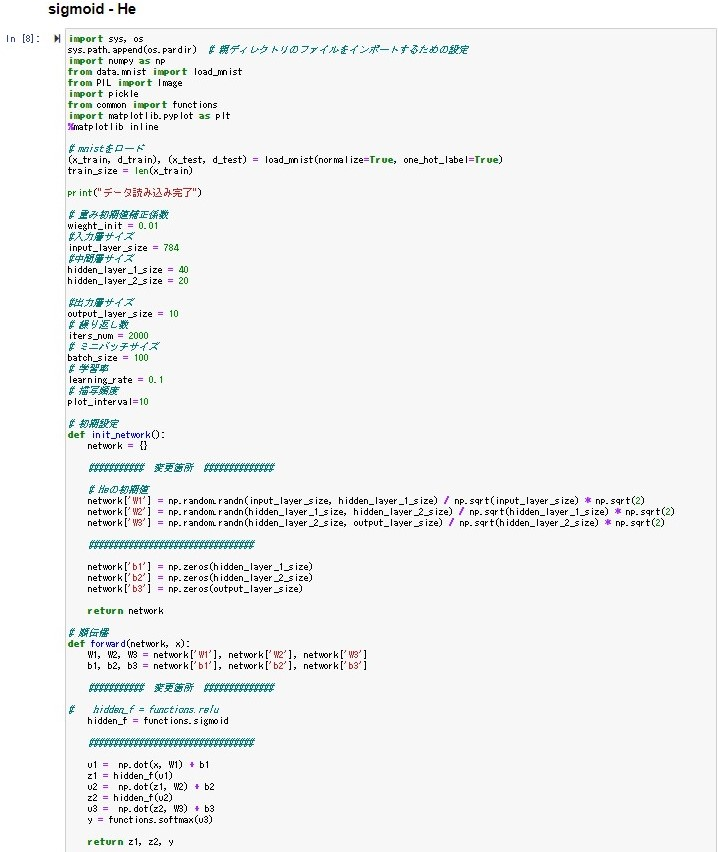 sigmoid - He
In [8]:
import sys, os
sys.path.append(os.pardir)  # 親ディレクトリのファイルをインポートするための設定
import numpy as np
from data.mnist import load_mnist
from PIL import Image
import pickle
from common import functions
import matplotlib.pyplot as plt
%matplotlib inline
# mnistをロード
(x_train, d_train), (x_test, d_test) = load_mnist(normalize=True, one_hot_label=True)
train_size = len(x_train)
print("データ読み込み完了")
# 重み初期値補正係数
wieght_init = 0.01
#入力層サイズ
input_layer_size = 784
#中間層サイズ
hidden_layer_1_size = 40
hidden_layer_2_size = 20
#出力層サイズ
output_layer_size = 10
# 繰り返し数
iters_num = 2000
# ミニバッチサイズ
batch_size = 100
# 学習率
learning_rate = 0.1
# 描写頻度
plot_interval=10
# 初期設定
def init_network():
    network = {}
    ########### 変更箇所 ##############
    # Heの初期値
    network['W1'] = np.random.randn(input_layer_size, hidden_layer_1_size) / np.sqrt(input_layer_size) * np.sqrt(2)
    network['W2'] = np.random.randn(hidden_layer_1_size, hidden_layer_2_size) / np.sqrt(hidden_layer_1_size) * np.sqrt(2)
    network['W3'] = np.random.randn(hidden_layer_2_size, output_layer_size) / np.sqrt(hidden_layer_2_size) * np.sqrt(2)
    #################################
    network['b1'] = np.zeros(hidden_layer_1_size)
    network['b2'] = np.zeros(hidden_layer_2_size)
    network['b3'] = np.zeros(output_layer_size)
    return network
# 順伝播
def forward(network, x):
    W1, W2, W3 = network['W1'], network['W2'], network['W3']
    b1, b2, b3 = network['b1'], network['b2'], network['b3']
    ########### 変更箇所 ##############
#    hidden_f = functions.relu
    hidden_f = functions.sigmoid
    #################################
    u1 =  np.dot(x, W1) + b1
    z1 = hidden_f(u1)
    u2 =  np.dot(z1, W2) + b2
    z2 = hidden_f(u2)
    u3 =  np.dot(z2, W3) + b3
    y = functions.softmax(u3)
    return z1, z2, y